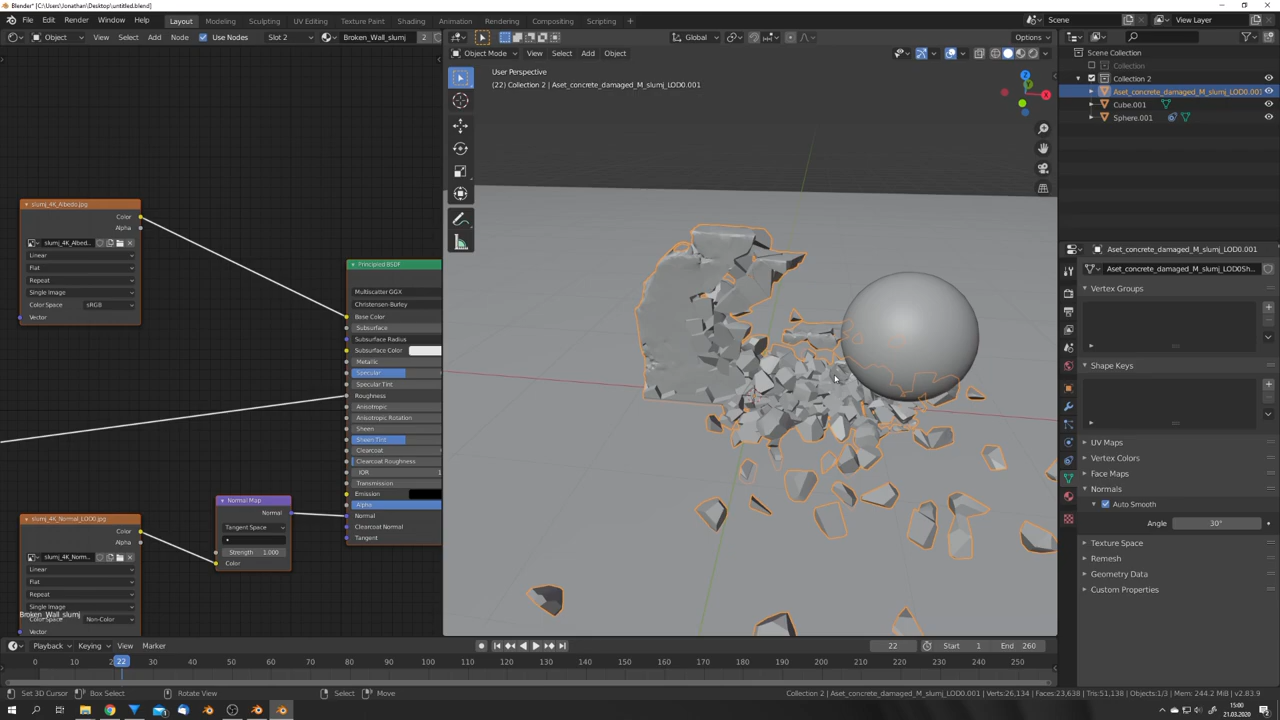 Blender* [C:\Users\Jonathan\Desktop\untitled.blend]
File Edit Render Window Help
Layout Modeling Sculpting UV Editing Texture Paint Shading Animation Rendering Compositing Scripting
Scene
View Layer
Object
View Select Add Node
Use Nodes
Slot 2
Broken_Wall_slumj
2
Global
Options
Object Mode
View Select Add Object
User Perspective
(22) Collection 2 | Aset_concrete_damaged_M_slumj_LOD0.001
slumj_4K_Albedo.jpg
Color
Alpha
slumj_4K_Albed...
Linear
Flat
Repeat
Single Image
Color Space
sRGB
Vector
Principled BSDF
Multiscatter GGX
Christensen-Burley
Base Color
Subsurface
Subsurface Radius
Subsurface Color
Metallic
Specular
Specular Tint
Roughness
Anisotropic
Anisotropic Rotation
Sheen
Sheen Tint
Clearcoat
Clearcoat Roughness
IOR
1
Transmission
Emission
Alpha
Normal
Clearcoat Normal
Tangent
Normal Map
Normal
Tangent Space
Strength 1.000
Color
slumj_4K_Normal_LOD0.jpg
Color
Alpha
slumj_4K_Norm...
Linear
Flat
Repeat
Single Image
Broken_Wall_slumj
Color Space
Non-Color
Vector
Z
Y
X
Scene Collection
Collection
Collection 2
Aset_concrete_damaged_M_slumj_LOD0.001
Cube.001
Sphere.001
Aset_concrete_damaged_M_slumj_LOD0.001
Aset_concrete_damaged_M_slumj_LOD0Sh...
Vertex Groups
Shape Keys
UV Maps
Vertex Colors
Face Maps
Normals
Auto Smooth
Angle 30°
Texture Space
Remesh
Geometry Data
Custom Properties
Playback Keying View Marker
22
Start 1
End 260
0 10 22 30 40 50 60 70 80 90 100 110 120 130 140 150 160 170 180 190 200 210 220 230 240 250
Set 3D Cursor
Box Select
Rotate View
Select
Move
Collection 2 | Aset_concrete_damaged_M_slumj_LOD0.001 | Verts:26,134 | Faces:23,638 | Tris:51,138 | Objects:1/3 | Mem: 244.2 MiB | v2.83.9
15:00
21.03.2020